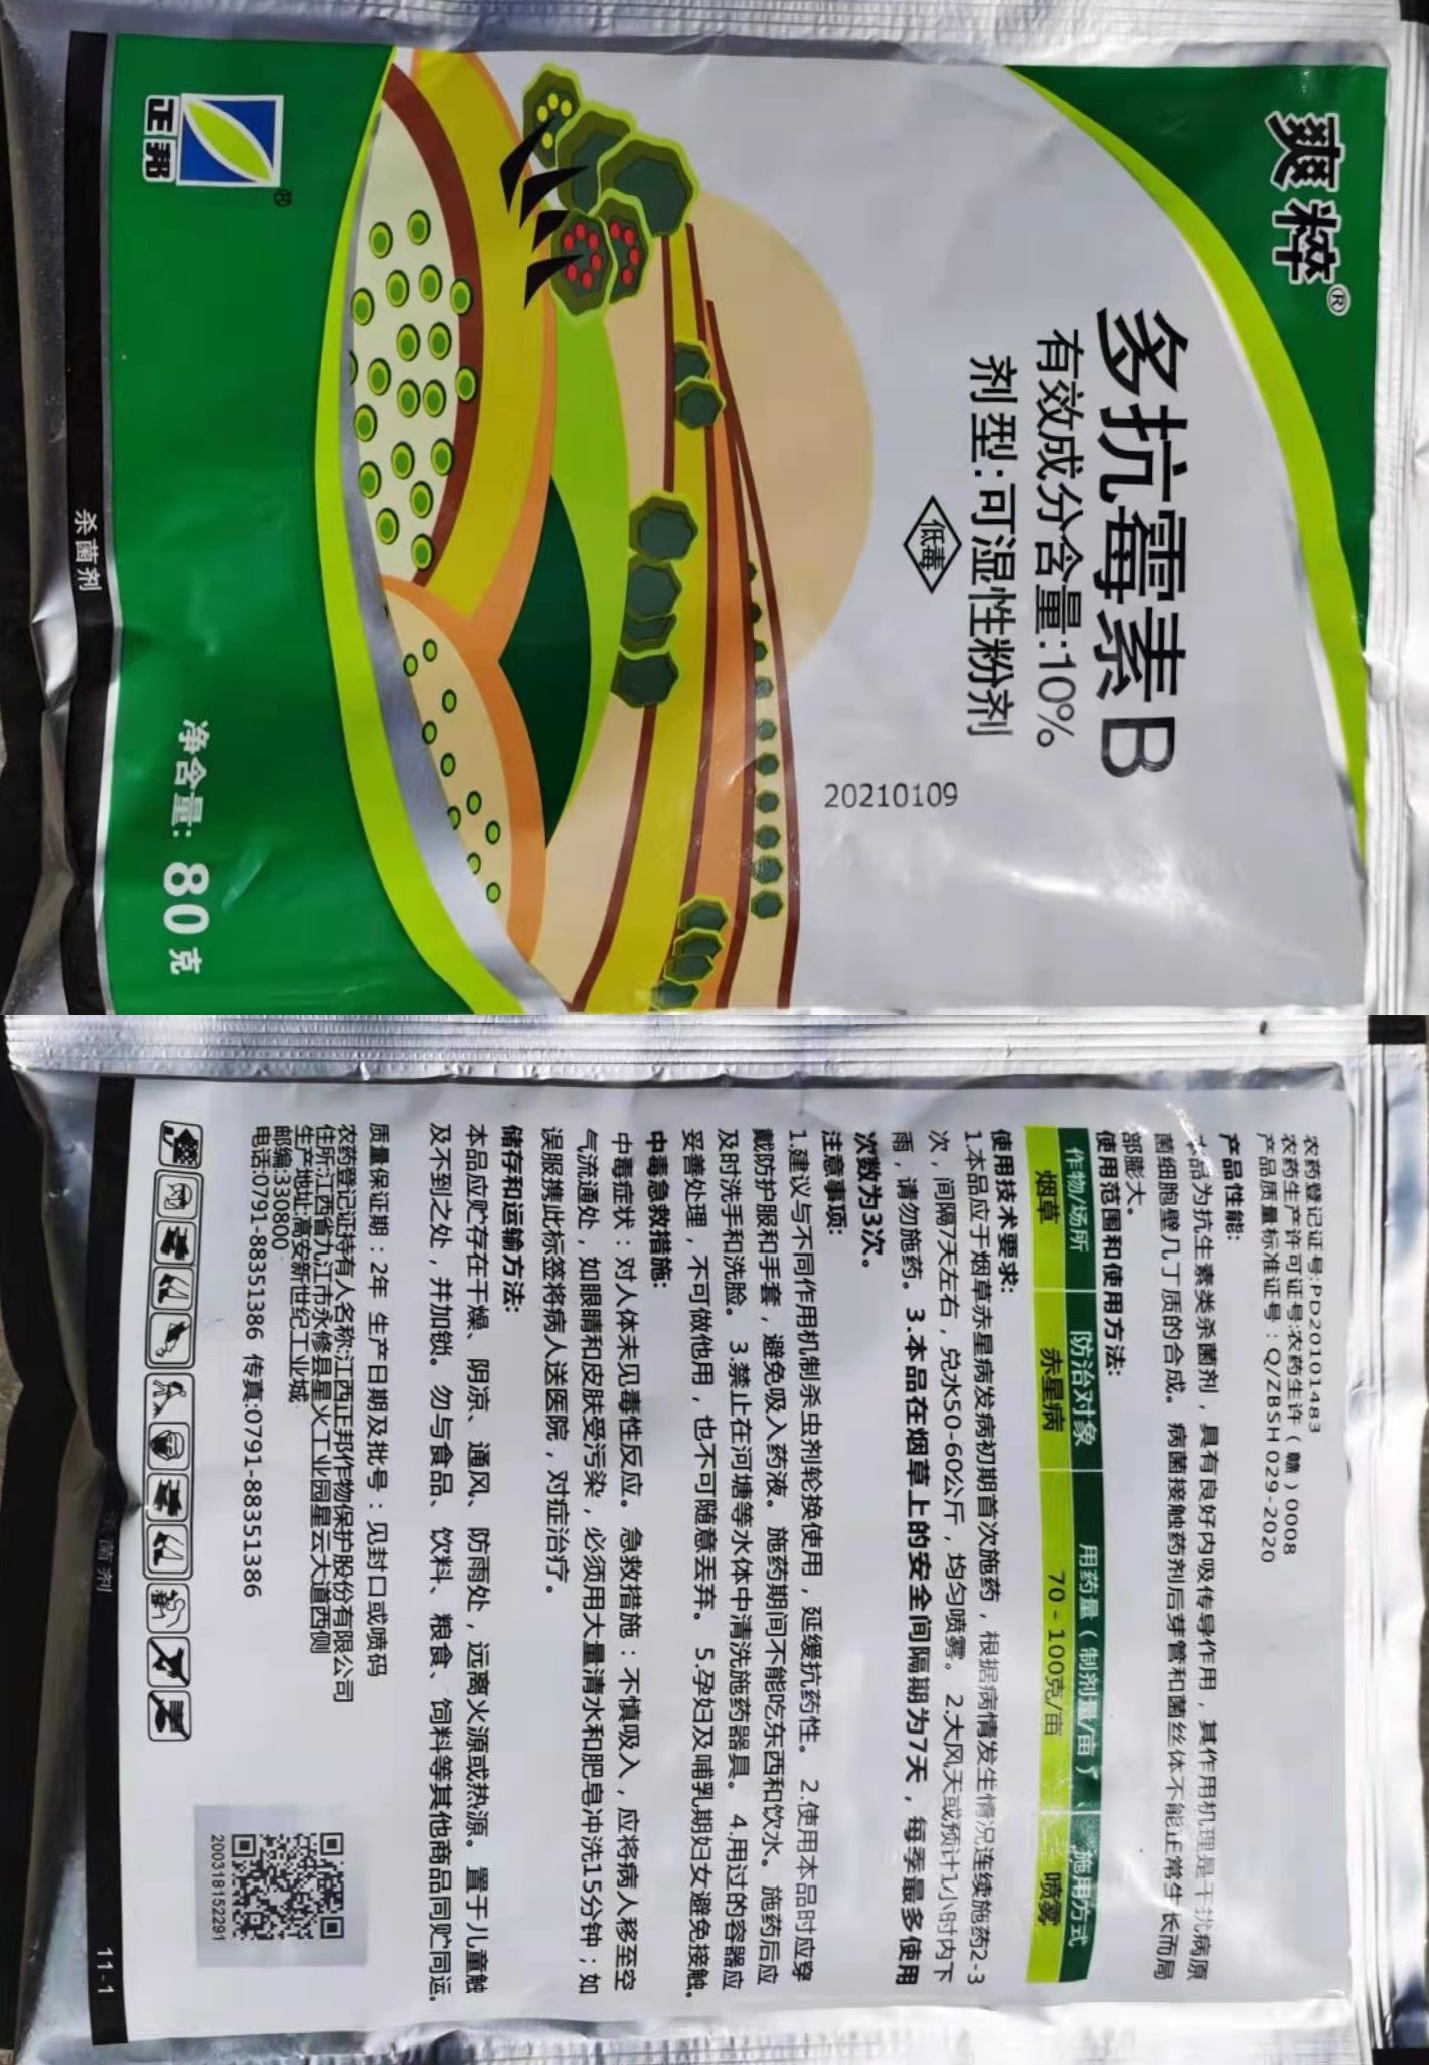 爽粹®
多抗霉素B
有效成分含量:10%
剂型:可湿性粉剂
低毒
20210109
正邦
®
净含量: 80克
杀菌剂
农药登记证号:PD20101483
农药生产许可证号:农药生许(赣)0008
产品质量标准证号:Q/ZBSH 029-2020
产品性能:
本品为抗生素类杀菌剂,具有良好内吸传导作用,其作用机理是干扰病原
菌细胞壁几丁质的合成。病菌接触药剂后芽管和菌丝体不能正常生长而局
部膨大。
使用范围和使用方法:
作物/场所 防治对象 用药量(制剂量/亩) 施用方式
烟草 赤星病 70-100克/亩 喷雾
使用技术要求:
1.本品应于烟草赤星病发病初期首次施药,根据病情发生情况连续施药2-3
次,间隔7天左右,兑水50-60公斤,均匀喷雾。2.大风天或预计1小时内下
雨,请勿施药。3.本品在烟草上的安全间隔期为7天,每季最多使用
次数为3次。
注意事项:
1.建议与不同作用机制杀虫剂轮换使用,延缓抗药性。2.使用本品时应穿
戴防护服和手套,避免吸入药液。施药期间不能吃东西和饮水。施药后应
及时洗手和洗脸。3.禁止在河塘等水体中清洗施药器具。4.用过的容器应
妥善处理,不可做他用,也不可随意丢弃。5.孕妇及哺乳期妇女避免接触。
中毒急救措施:
中毒症状:对人体未见毒性反应。急救措施:不慎吸入,应将病人移至空
气流通处,如眼睛和皮肤受污染,必须用大量清水和肥皂冲洗15分钟;如
误服携此标签将病人送医院,对症治疗。
储存和运输方法:
本品应贮存在干燥、阴凉、通风、防雨处,远离火源或热源。置于儿童触
及不到之处,并加锁。勿与食品、饮料、粮食、饲料等其他商品同贮同运。
质量保证期:2年 生产日期及批号:见封口或喷码
农药登记证持有人名称:江西正邦作物保护股份有限公司
住所:江西省九江市永修县星火工业园星云大道西侧
生产地址:高安新世纪工业城
邮编:330800
电话:0791-88351386 传真:0791-88351386
200318152291
杀菌剂
11-1